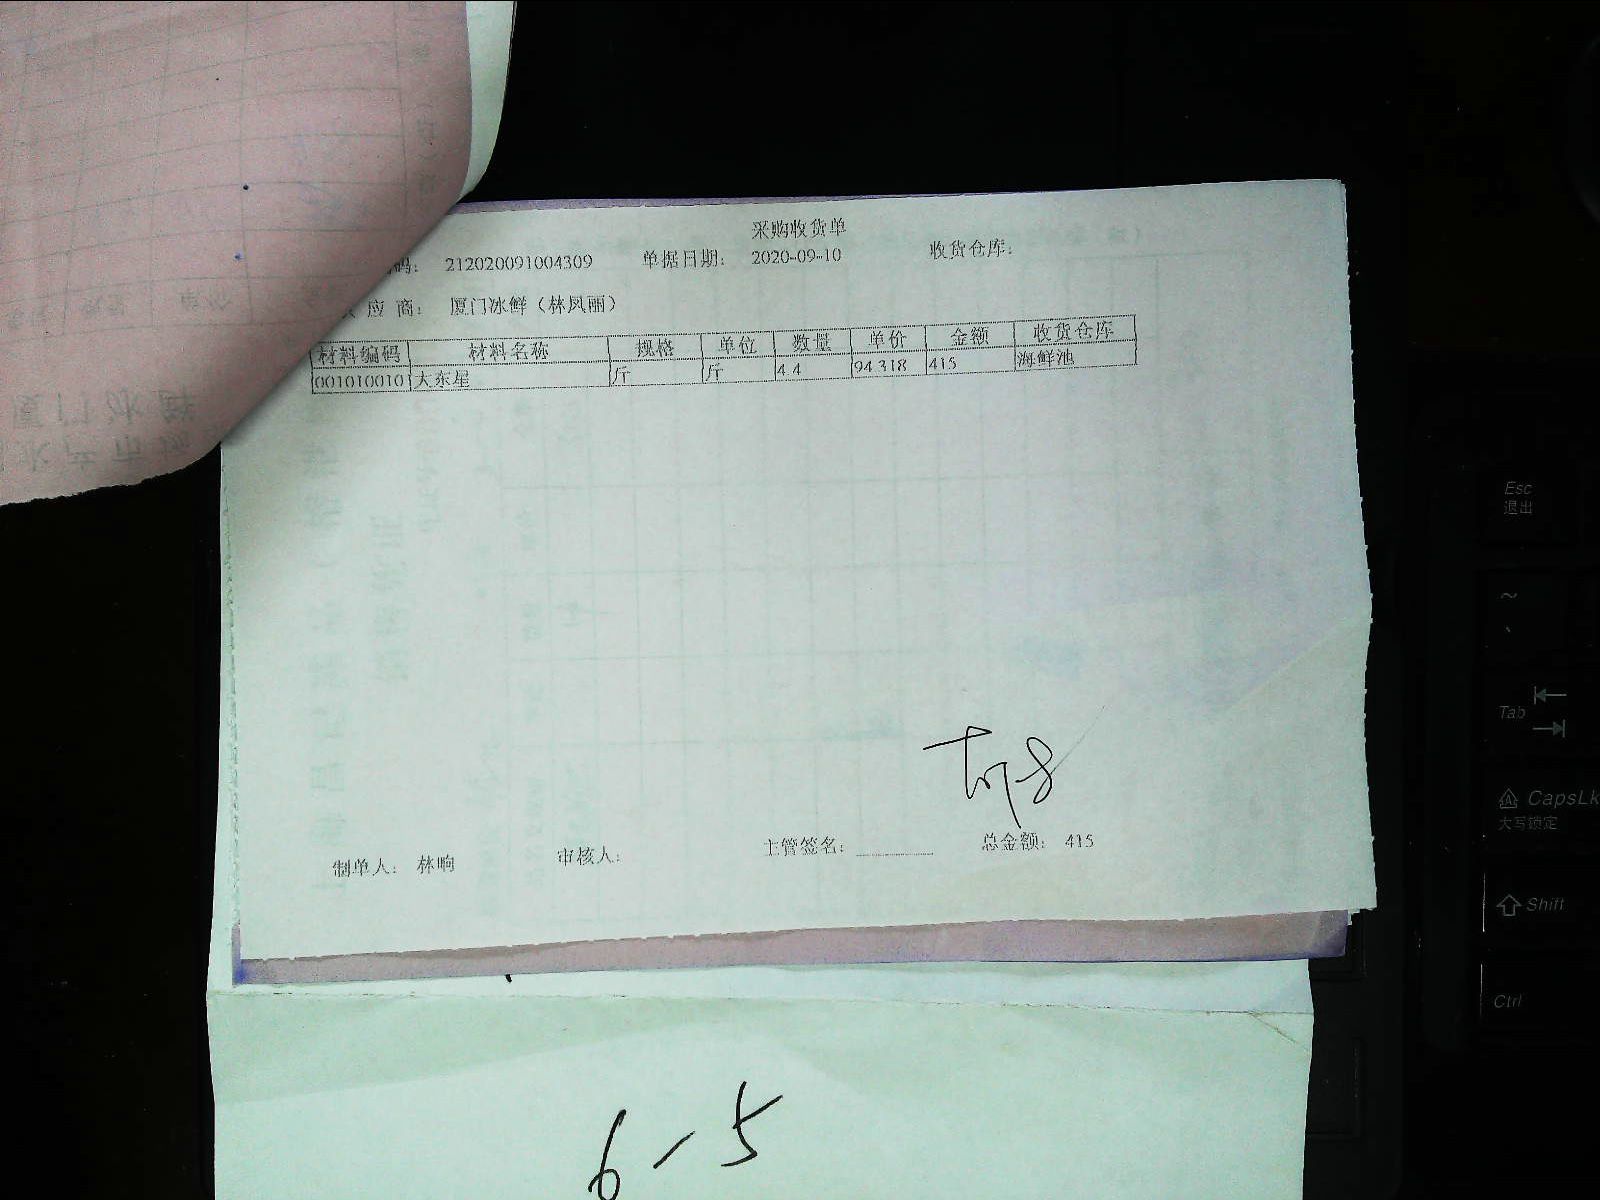 采购收货单
码： 212020091004309 单据日期： 2020-09-10 收货仓库：
应 商： 厦门冰鲜（林凤丽）
材料编码 材料名称 规格 单位 数量 单价 金额 收货仓库
001010010 大东星 斤 斤 4.4 94.318 415 海鲜池
制单人： 林响 审核人： 主管签名： 总金额： 415
6-5
Esc
退出
~
Tab
CapsLk
大写锁定
Shift
Ctrl